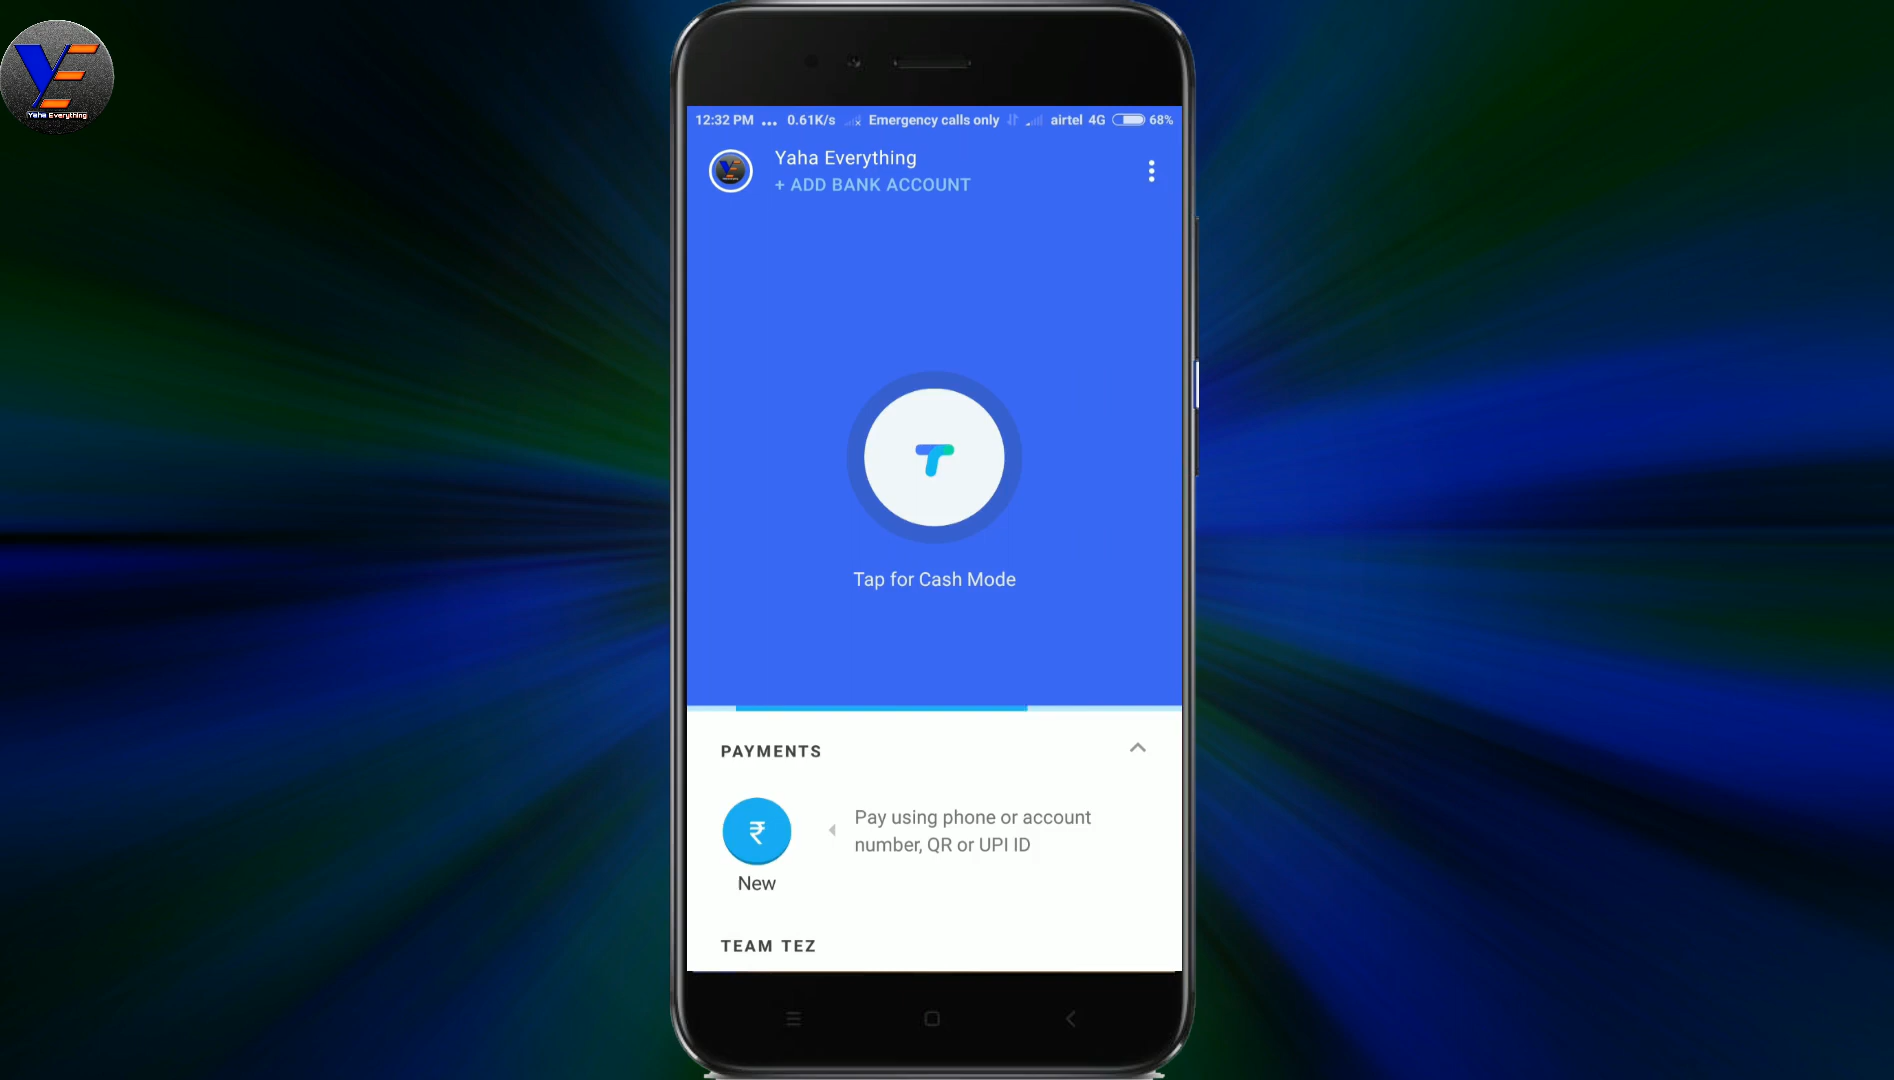 Yaha Everything
12:32 PM ... 0.61K/s Emergency calls only airtel 4G 68%
Yaha Everything
+ ADD BANK ACCOUNT
Tap for Cash Mode
PAYMENTS
₹
Pay using phone or account
number, QR or UPI ID
New
TEAM TEZ